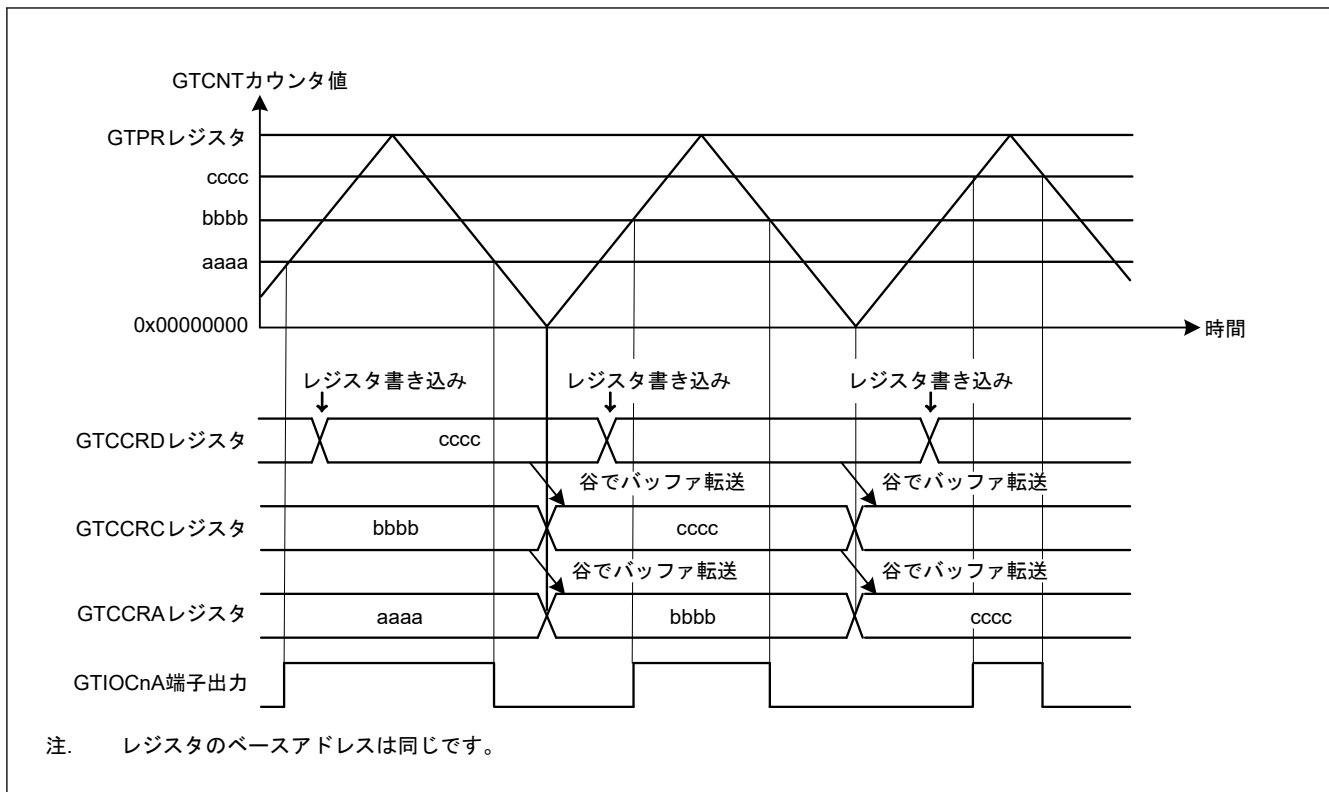 GTCNTカウンタ値
GTPRレジスタ
cccc
bbbb
aaaa
0x00000000
時間
レジスタ書き込み レジスタ書き込み レジスタ書き込み
GTCCRDレジスタ cccc
谷でバッファ転送 谷でバッファ転送
GTCCRCレジスタ bbbb cccc
谷でバッファ転送 谷でバッファ転送
GTCCRAレジスタ aaaa bbbb cccc
GTIOCnA端子出力
注. レジスタのベースアドレスは同じです。